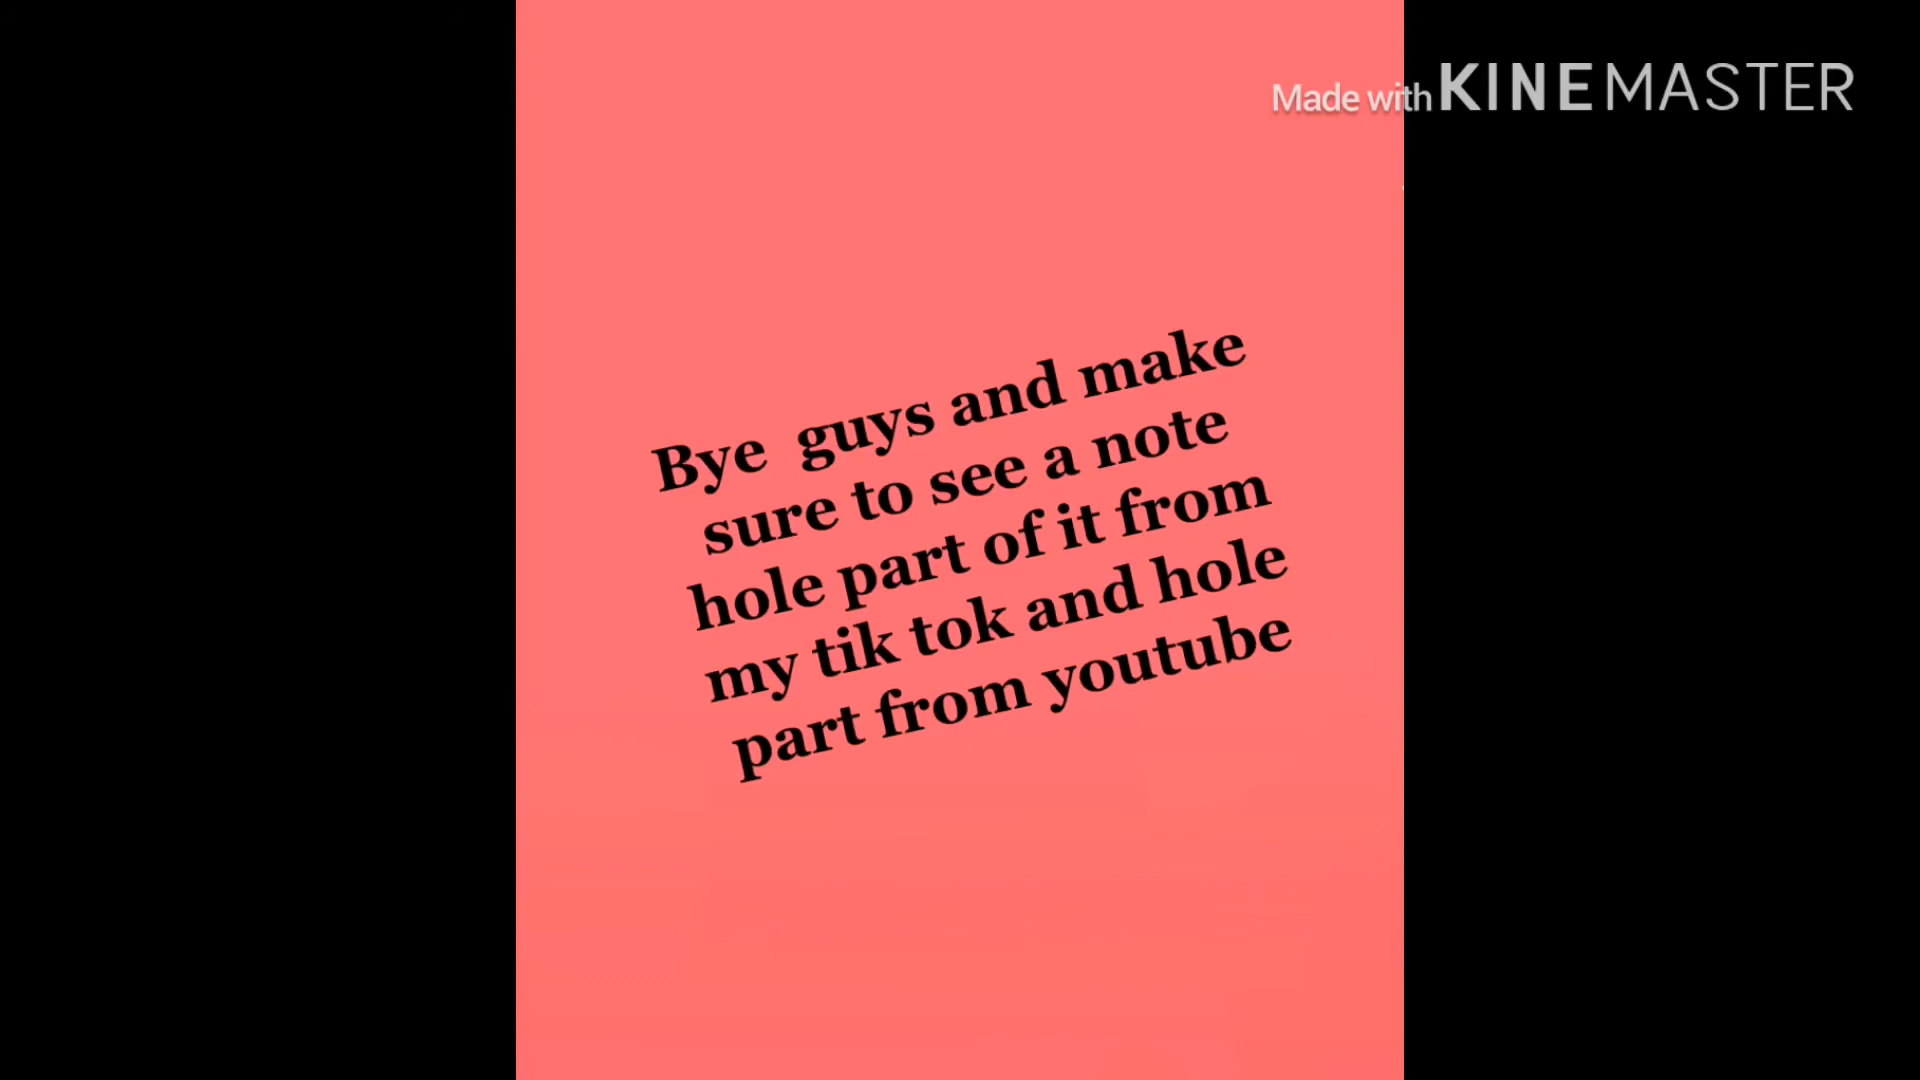 Made with KINEMASTER
Bye guys and make
sure to see a note
hole part of it from
my tik tok and hole
part from youtube